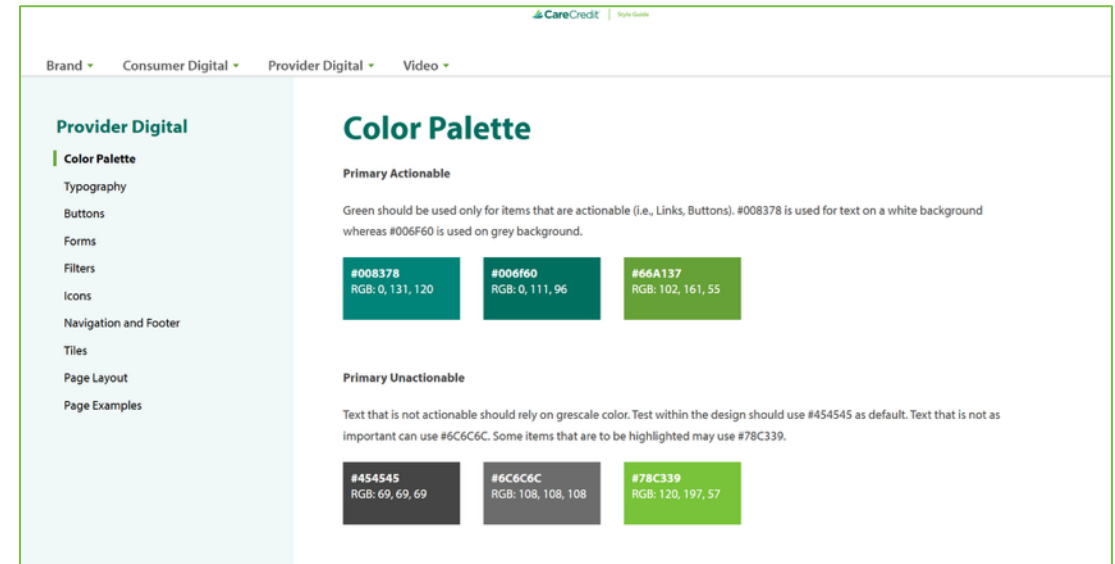 CareCredit Style Guide
Brand Consumer Digital Provider Digital Video
Provider Digital
Color Palette
Typography
Buttons
Forms
Filters
Icons
Navigation and Footer
Tiles
Page Layout
Page Examples
Color Palette
Primary Actionable
Green should be used only for items that are actionable (i.e., Links, Buttons). #008378 is used for text on a white background
whereas #006F60 is used on grey background.
#008378
RGB: 0, 131, 120
#006f60
RGB: 0, 111, 96
#66A137
RGB: 102, 161, 55
Primary Unactionable
Text that is not actionable should rely on grescale color. Test within the design should use #454545 as default. Text that is not as
important can use #6C6C6C. Some items that are to be highlighted may use #78C339.
#454545
RGB: 69, 69, 69
#6C6C6C
RGB: 108, 108, 108
#78C339
RGB: 120, 197, 57